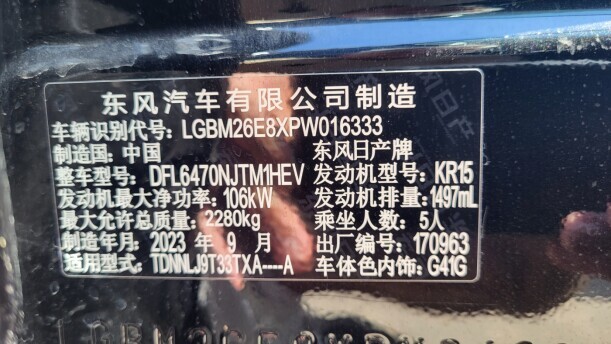 东风汽车有限公司制造
车辆识别代号: LGBM26E8XPW016333
制造国: 中国 东风日产牌
整车型号: DFL6470NJTM1HEV 发动机型号: KR15
发动机最大净功率: 106kW 发动机排量: 1497mL
最大允许总质量: 2280kg 乘坐人数: 5人
制造年月: 2023 年 9 月 出厂编号: 170963
适用型式: TDNNLJ9T33TXA----A 车体色内饰: G41G